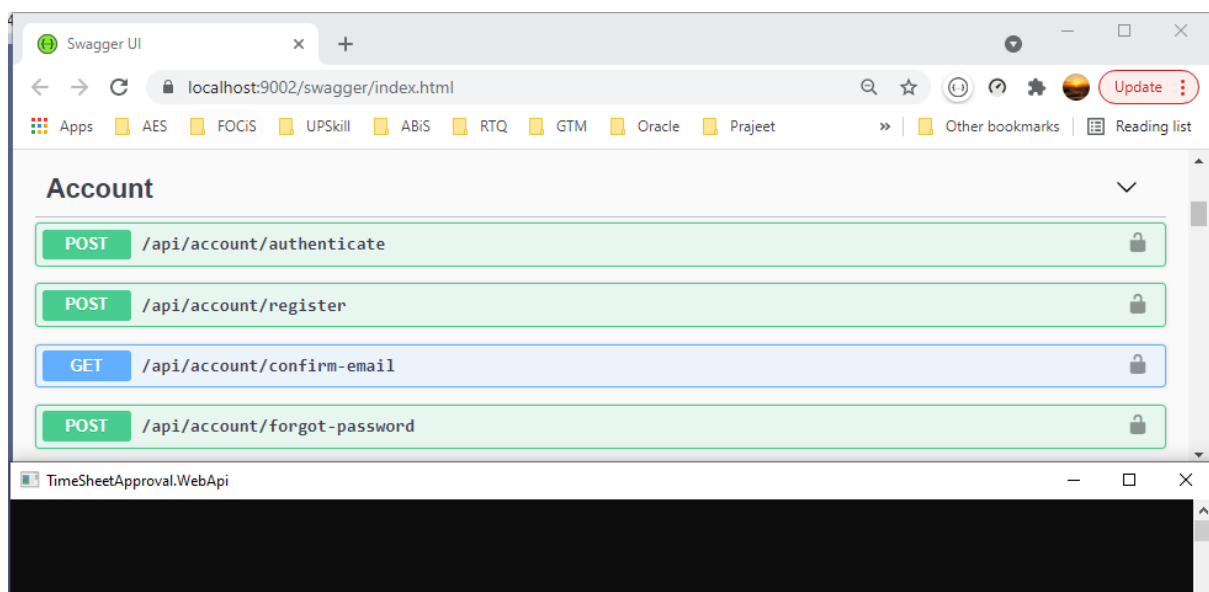 Swagger UI
localhost:9002/swagger/index.html
Update
Apps AES FOCiS UPSkill ABiS RTQ GTM Oracle Prajeet » Other bookmarks Reading list
Account
POST /api/account/authenticate
POST /api/account/register
GET /api/account/confirm-email
POST /api/account/forgot-password
TimeSheetApproval.WebApi